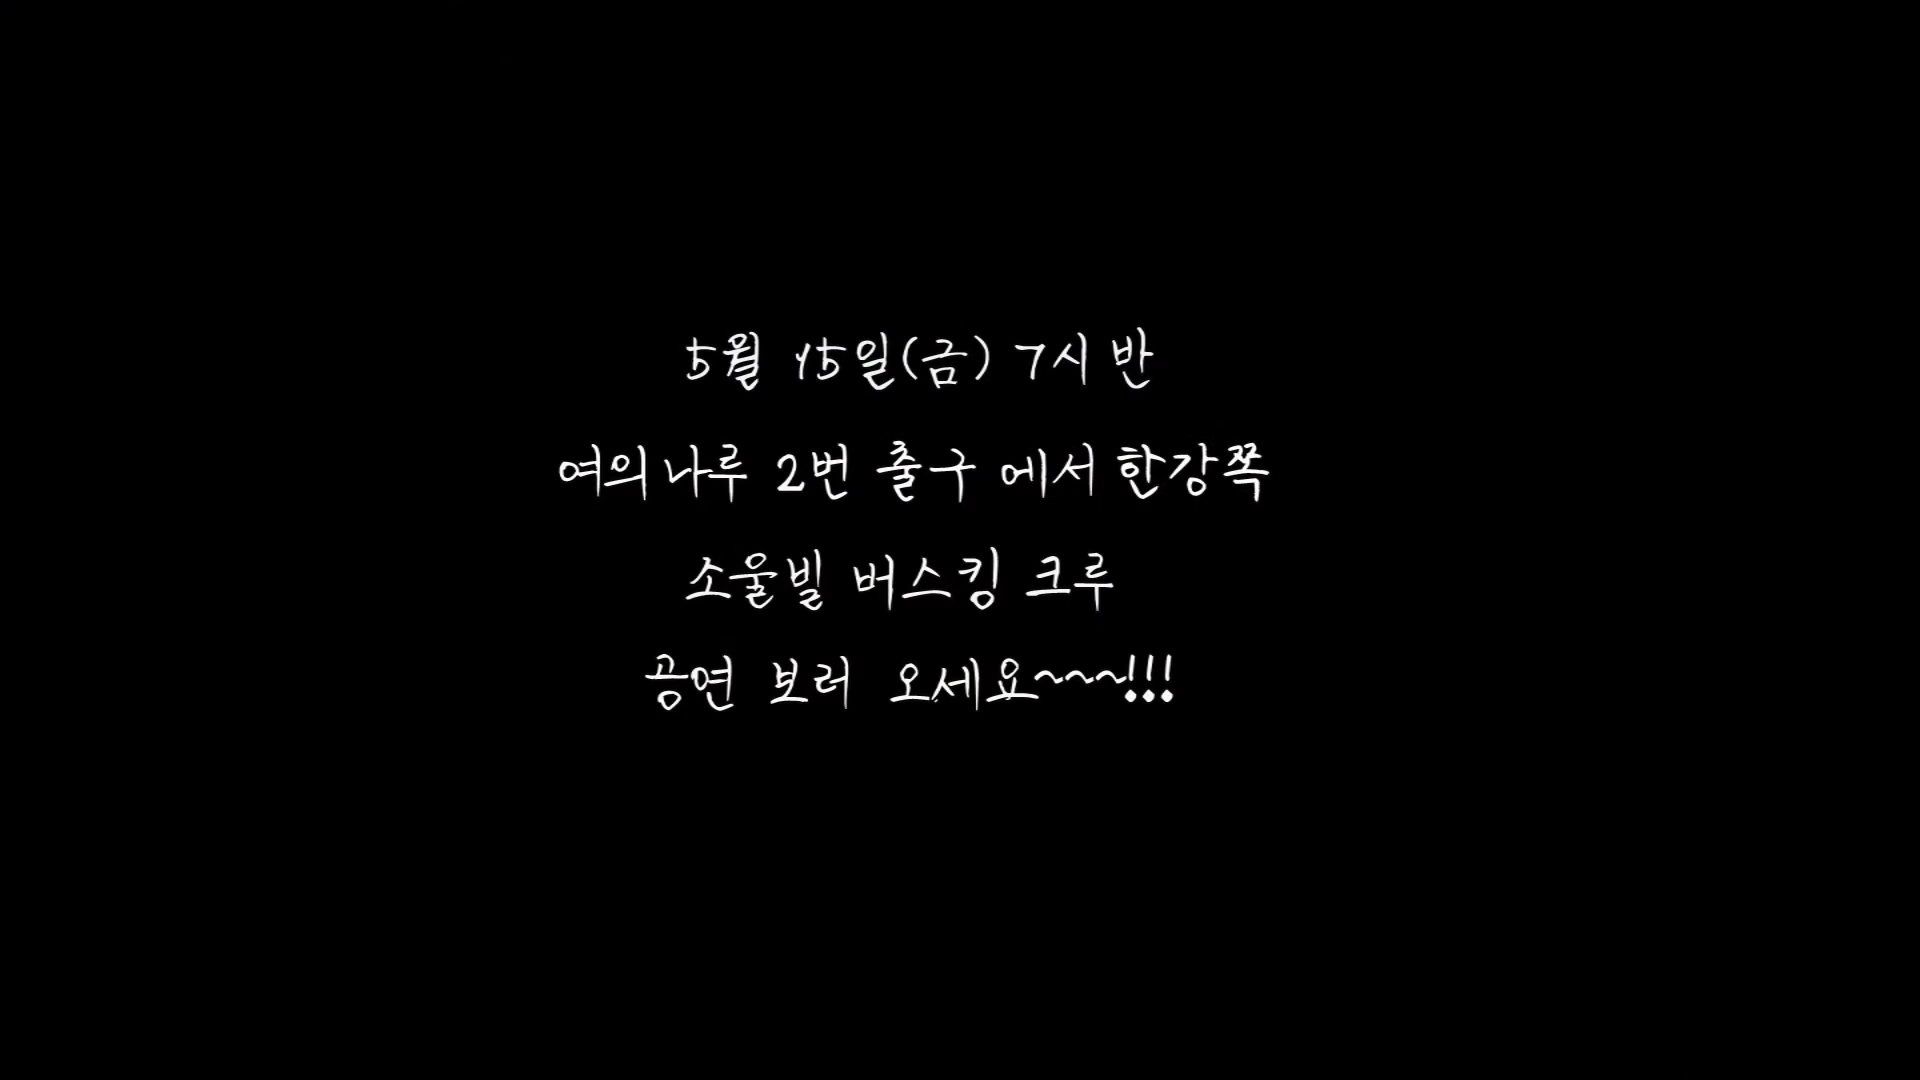 5월 15일(금) 7시 반
여의나루 2번 출구 에서 한강쪽
소울빌 버스킹 크루
공연 보러 오세요~~~!!!